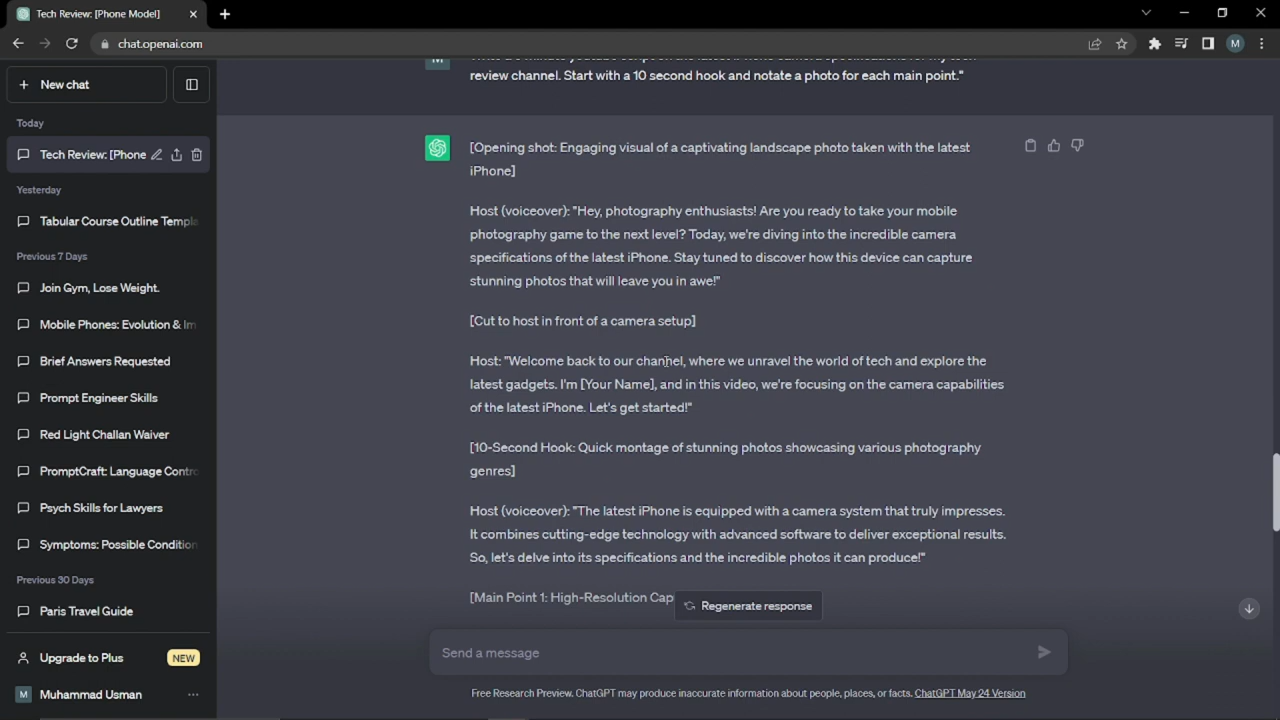 Tech Review: [Phone Model]
chat.openai.com
M
New chat
Today
Tech Review: [Phone
Yesterday
Tabular Course Outline Templa
Previous 7 Days
Join Gym, Lose Weight.
Mobile Phones: Evolution & Im
Brief Answers Requested
Prompt Engineer Skills
Red Light Challan Waiver
PromptCraft: Language Contro
Psych Skills for Lawyers
Symptoms: Possible Condition
Previous 30 Days
Paris Travel Guide
Upgrade to Plus NEW
M Muhammad Usman
M
review channel. Start with a 10 second hook and notate a photo for each main point."
[Opening shot: Engaging visual of a captivating landscape photo taken with the latest
iPhone]
Host (voiceover): "Hey, photography enthusiasts! Are you ready to take your mobile
photography game to the next level? Today, we're diving into the incredible camera
specifications of the latest iPhone. Stay tuned to discover how this device can capture
stunning photos that will leave you in awe!"
[Cut to host in front of a camera setup]
Host: "Welcome back to our channel, where we unravel the world of tech and explore the
latest gadgets. I'm [Your Name], and in this video, we're focusing on the camera capabilities
of the latest iPhone. Let's get started!"
[10-Second Hook: Quick montage of stunning photos showcasing various photography
genres]
Host (voiceover): "The latest iPhone is equipped with a camera system that truly impresses.
It combines cutting-edge technology with advanced software to deliver exceptional results.
So, let's delve into its specifications and the incredible photos it can produce!"
[Main Point 1: High-Resolution Cap
Regenerate response
Send a message
Free Research Preview. ChatGPT may produce inaccurate information about people, places, or facts. ChatGPT May 24 Version